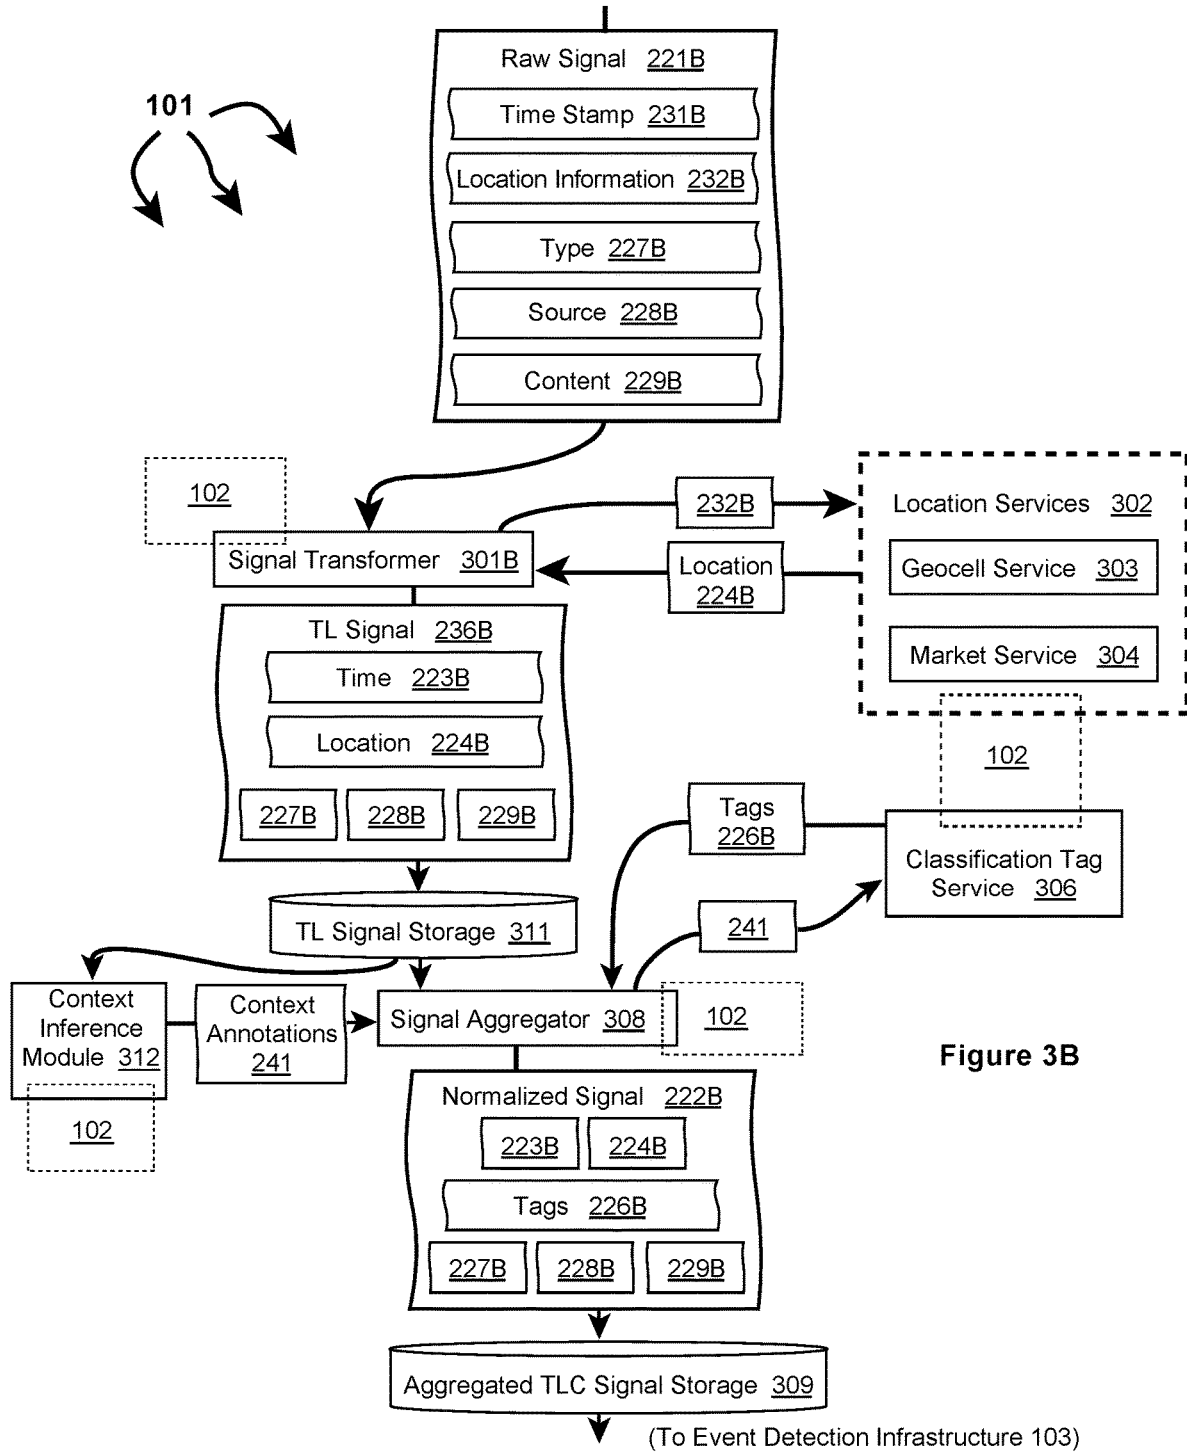 Raw Signal 221B
101
Time Stamp 231B
Location Information 232B
Type 227B
Source 228B
Content 229B
102
232B
Location Services 302
Signal Transformer 301B
Location
224B
Geocell Service 303
TL Signal 236B
Time 223B
Market Service 304
Location 224B
102
227B 228B 229B
Tags
226B
Classification Tag
Service 306
TL Signal Storage 311
241
Context
Inference
Module 312
Context
Annotations
241
Signal Aggregator 308
102
Figure 3B
102
Normalized Signal 222B
223B 224B
Tags 226B
227B 228B 229B
Aggregated TLC Signal Storage 309
(To Event Detection Infrastructure 103)